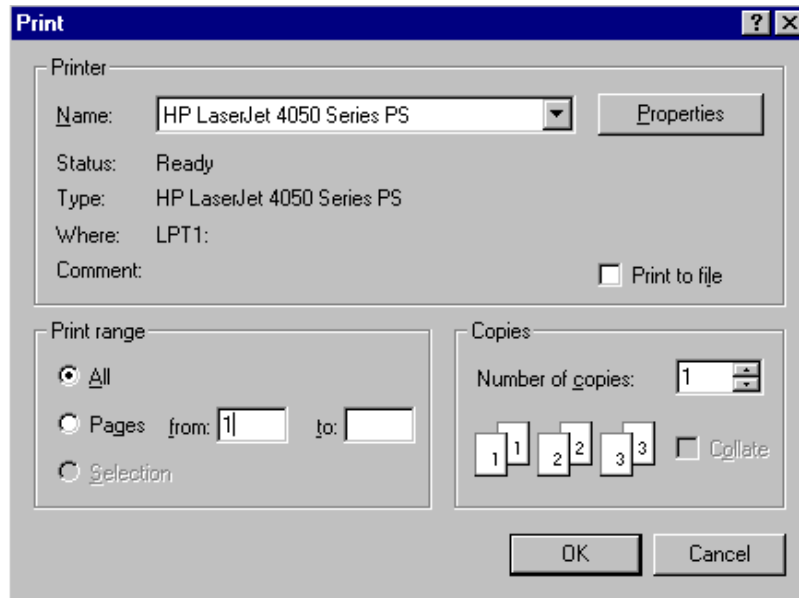 Print
Printer
Name: HP LaserJet 4050 Series PS Properties
Status: Ready
Type: HP LaserJet 4050 Series PS
Where: LPT1:
Comment:
Print to file
Print range
All
Pages from: 1 to:
Selection
Copies
Number of copies: 1
1 1 2 2 3 3 Collate
OK Cancel